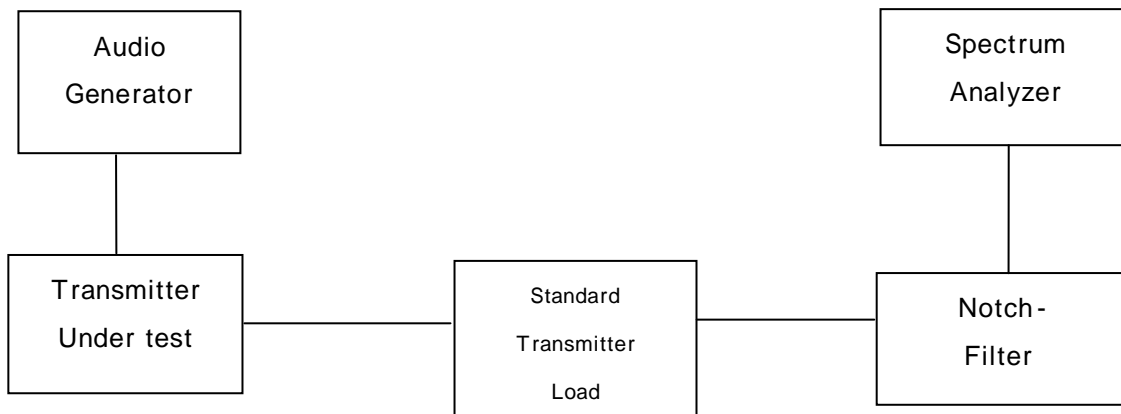 Audio
Generator
Spectrum
Analyzer
Transmitter
Under test
Standard
Transmitter
Load
Notch-
Filter